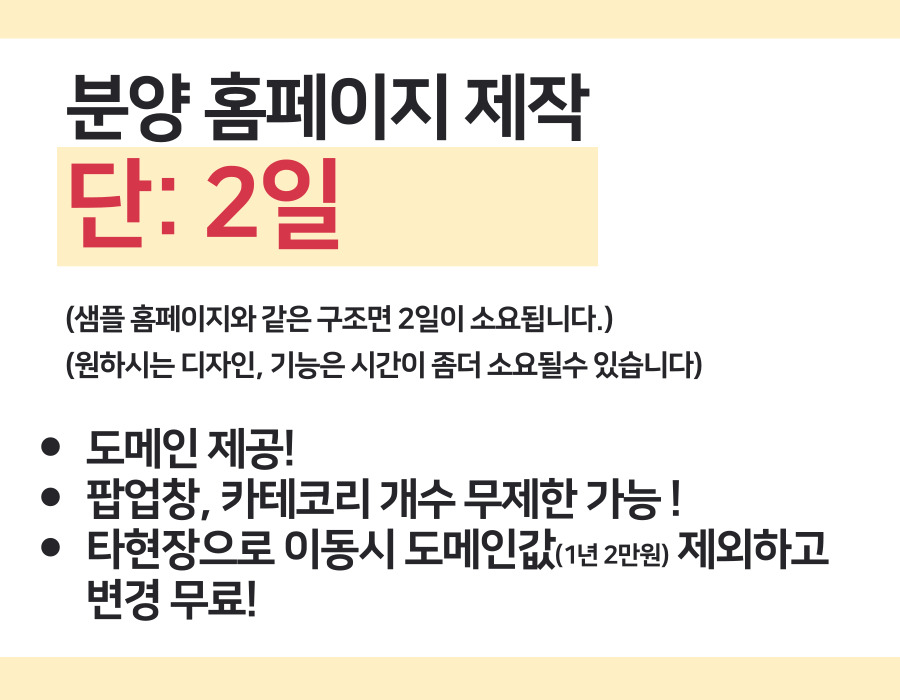 분양 홈페이지 제작
단: 2일
(샘플 홈페이지와 같은 구조면 2일이 소요됩니다.)
(원하시는 디자인, 기능은 시간이 좀더 소요될수 있습니다)
• 도메인 제공!
• 팝업창, 카테코리 개수 무제한 가능 !
• 타현장으로 이동시 도메인값(1년 2만원) 제외하고
변경 무료!